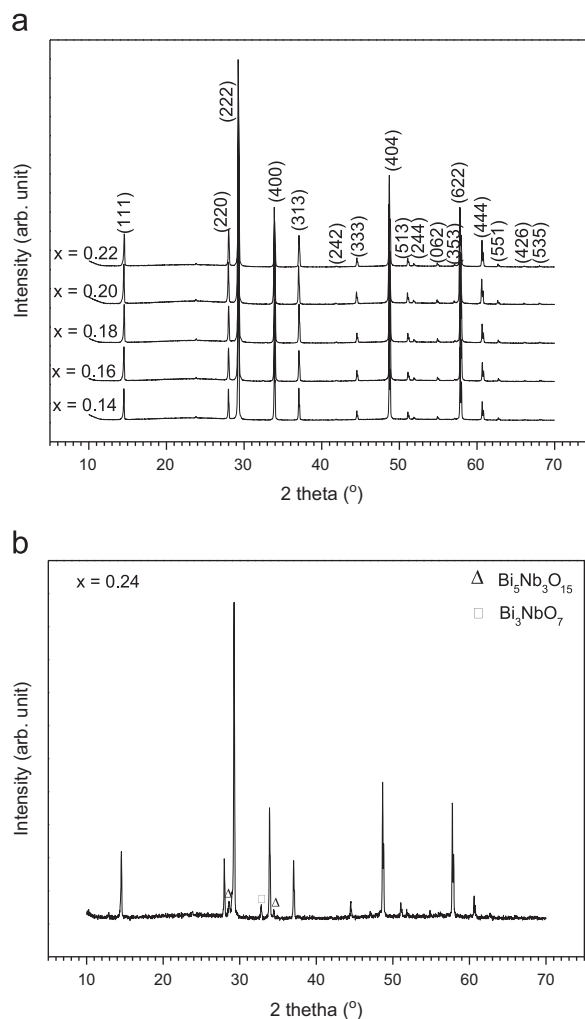 a
Intensity (arb. unit)
(111)
(220)
(222)
(400)
(313)
(242)
(333)
(404)
(513)
(244)
(062)
(353)
(622)
(444)
(551)
(426)
(535)
x = 0.22
x = 0.20
x = 0.18
x = 0.16
x = 0.14
10 20 30 40 50 60 70
2 theta (°)
b
x = 0.24
Δ Bi5Nb3O15
□ Bi3NbO7
Intensity (arb. unit)
Δ □ Δ
10 20 30 40 50 60 70
2 thetha (°)